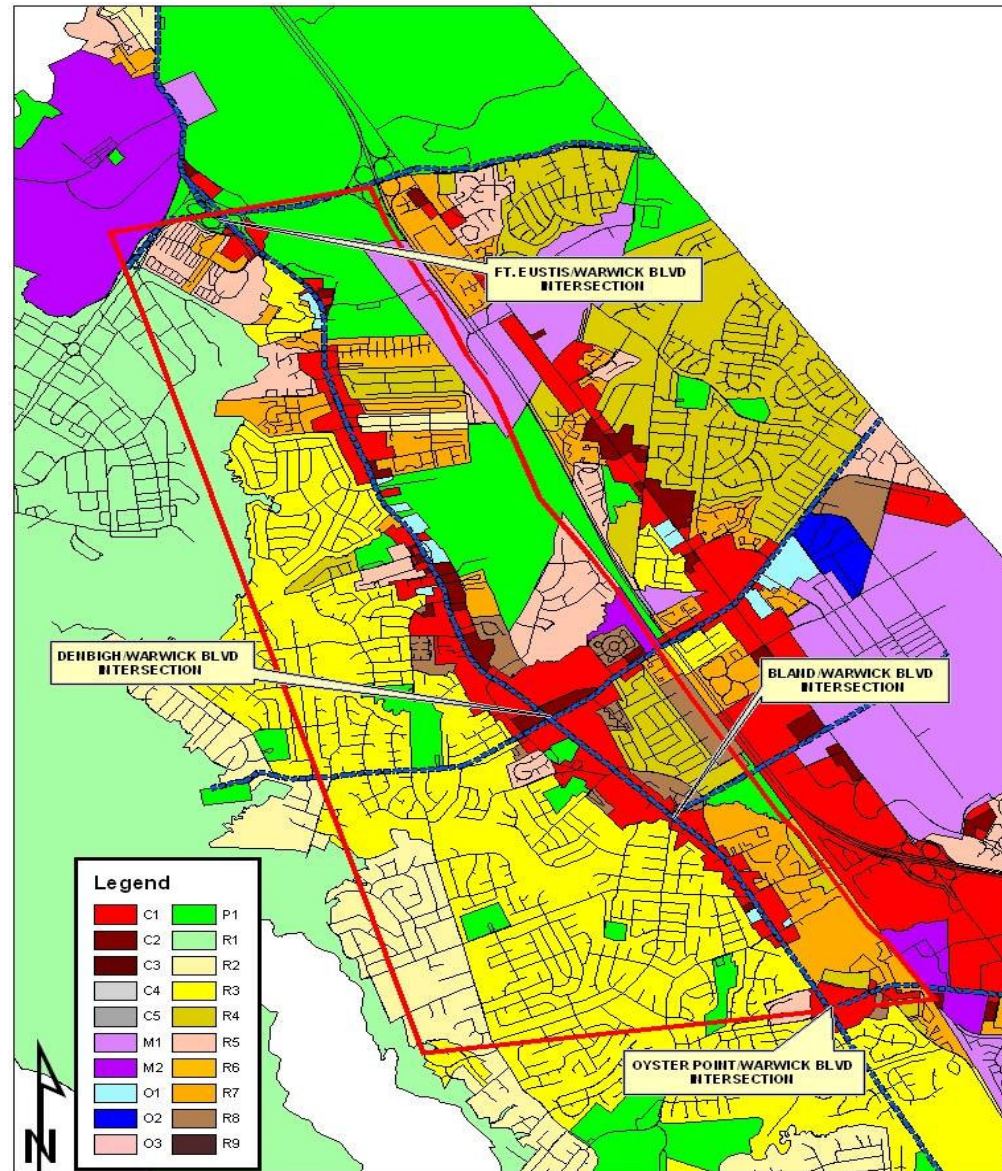 FT. EUSTIS/WARWICK BLVD
INTERSECTION
DENBIGH/WARWICK BLVD
INTERSECTION
BLAND/WARWICK BLVD
INTERSECTION
OYSTER POINT/WARWICK BLVD
INTERSECTION
Legend
C1 P1
C2 R1
C3 R2
C4 R3
C5 R4
M1 R5
M2 R6
O1 R7
O2 R8
O3 R9
N